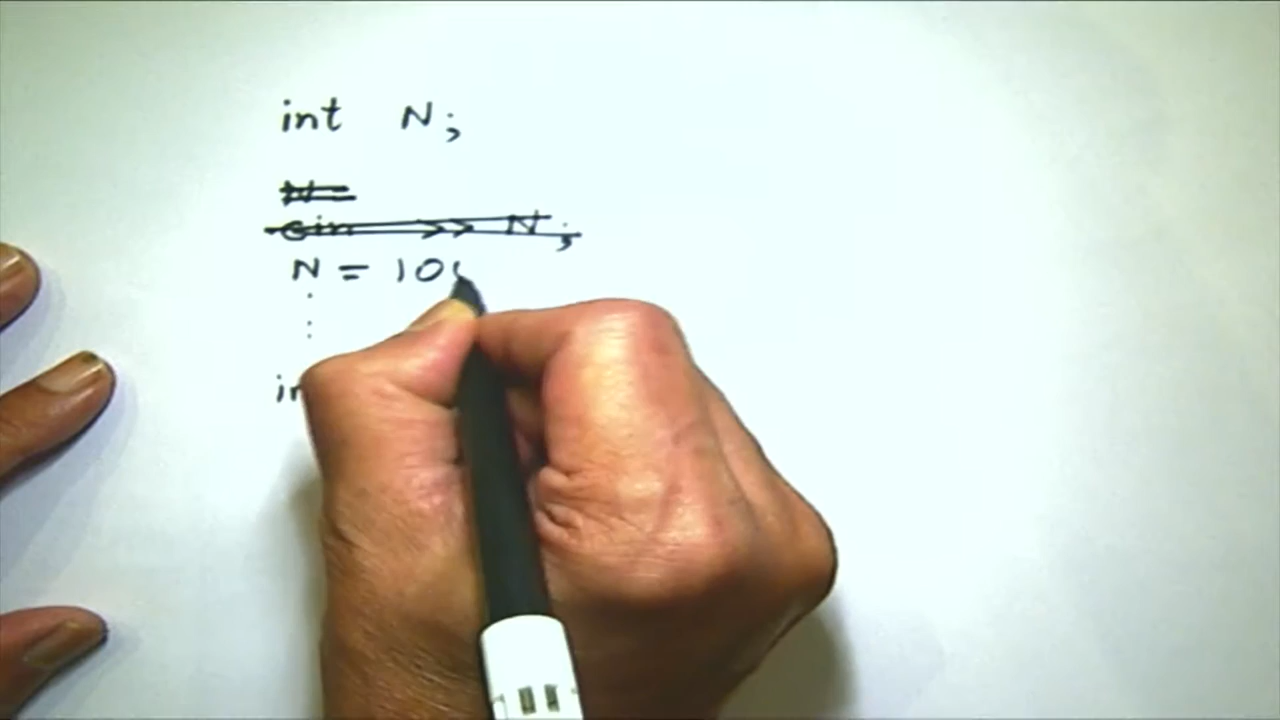 int N;
N =
cin >> N;
N = 10
: